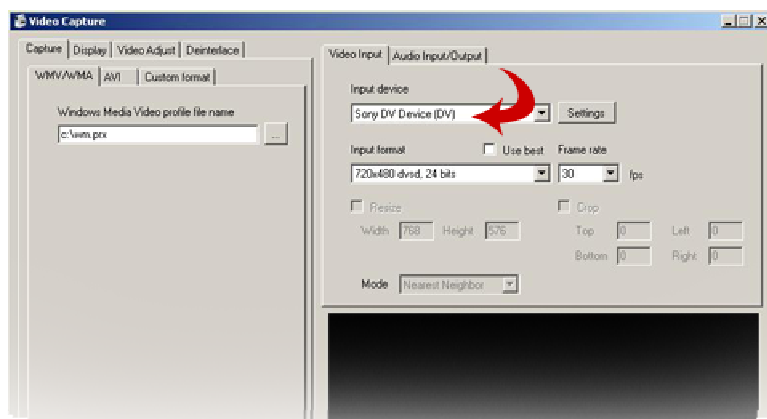 Video Capture
Capture Display Video Adjust Deinterlace
WMV/WMA AVI Custom format
Windows Media Video profile file name
c:\wm.prx ...
Video Input Audio Input/Output
Input device
Sony DV Device (DV) Settings
Input format Use best Frame rate
720x480 dvsd, 24 bits 30 fps
Resize Crop
Width 768 Height 576 Top 0 Left 0
Bottom 0 Right 0
Mode Nearest Neighbor